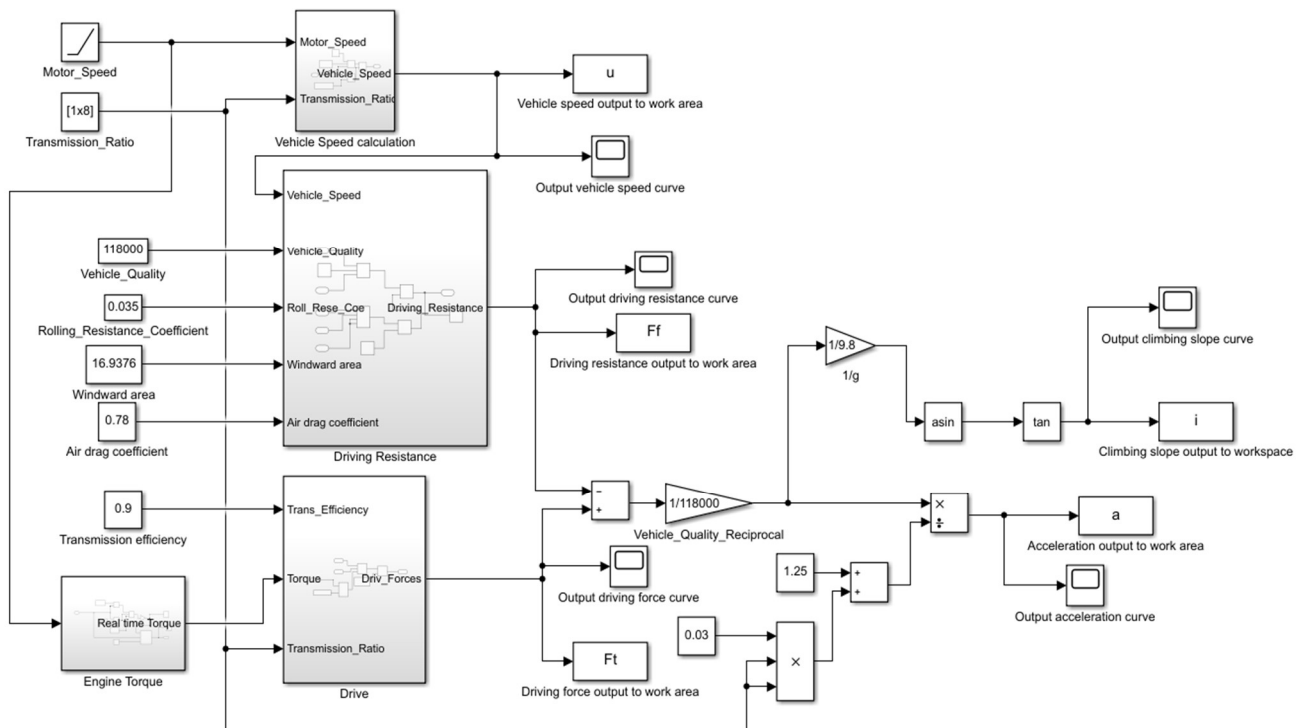 Motor_Speed
[1x8]
Transmission_Ratio
Motor_Speed
Vehicle_Speed
Transmission_Ratio
Vehicle Speed calculation
u
Vehicle speed output to work area
Output vehicle speed curve
118000
Vehicle_Quality
0.035
Rolling_Resistance_Coefficient
16.9376
Windward area
0.78
Air drag coefficient
Vehicle_Speed
Vehicle_Quality
Roll_Rese_Coe
Driving_Resistance
Windward area
Air drag coefficient
Driving Resistance
Output driving resistance curve
Ff
Driving resistance output to work area
1/9.8
1/g
asin
tan
Output climbing slope curve
i
Climbing slope output to workspace
0.9
Transmission efficiency
Real time Torque
Engine Torque
Trans_Efficiency
Torque
Driv_Forces
Transmission_Ratio
Drive
−
+
1/118000
Vehicle_Quality_Reciprocal
Output driving force curve
Ft
Driving force output to work area
1.25
+
+
0.03
×
×
÷
a
Acceleration output to work area
Output acceleration curve